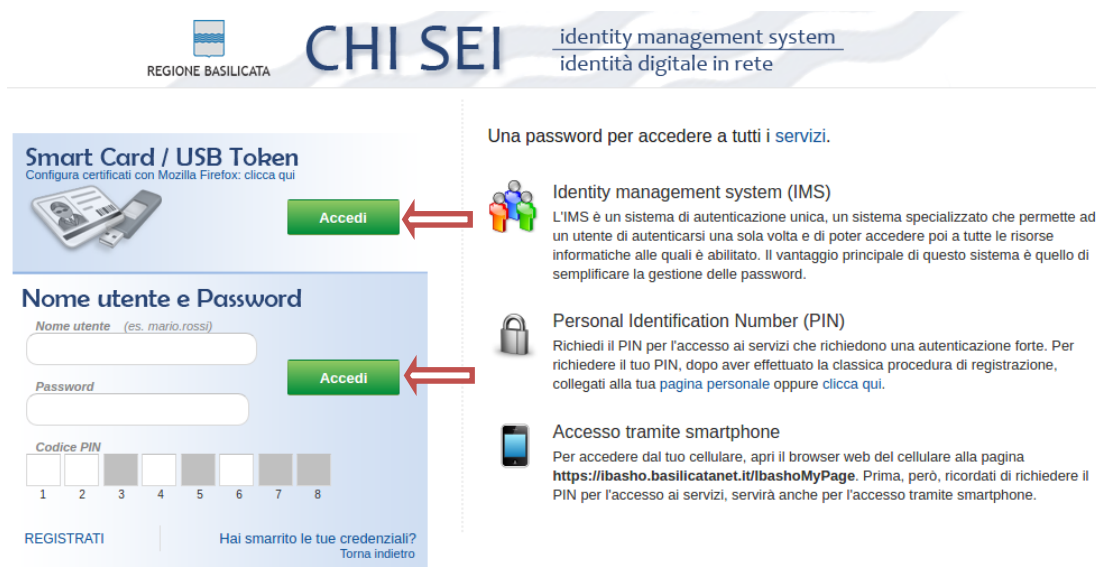 REGIONE BASILICATA
CHI SEI
identity management system
identità digitale in rete
Smart Card / USB Token
Configura certificati con Mozilla Firefox: clicca qui
Accedi
Nome utente e Password
Nome utente (es. mario.rossi)
Accedi
Password
Codice PIN
1 2 3 4 5 6 7 8
REGISTRATI
Hai smarrito le tue credenziali?
Torna indietro
Una password per accedere a tutti i servizi.
Identity management system (IMS)
L'IMS è un sistema di autenticazione unica, un sistema specializzato che permette ad
un utente di autenticarsi una sola volta e di poter accedere poi a tutte le risorse
informatiche alle quali è abilitato. Il vantaggio principale di questo sistema è quello di
semplificare la gestione delle password.
Personal Identification Number (PIN)
Richiedi il PIN per l'accesso ai servizi che richiedono una autenticazione forte. Per
richiedere il tuo PIN, dopo aver effettuato la classica procedura di registrazione,
collegati alla tua pagina personale oppure clicca qui.
Accesso tramite smartphone
Per accedere dal tuo cellulare, apri il browser web del cellulare alla pagina
https://ibasho.basilicatanet.it/IbashoMyPage. Prima, però, ricordati di richiedere il
PIN per l'accesso ai servizi, servirà anche per l'accesso tramite smartphone.